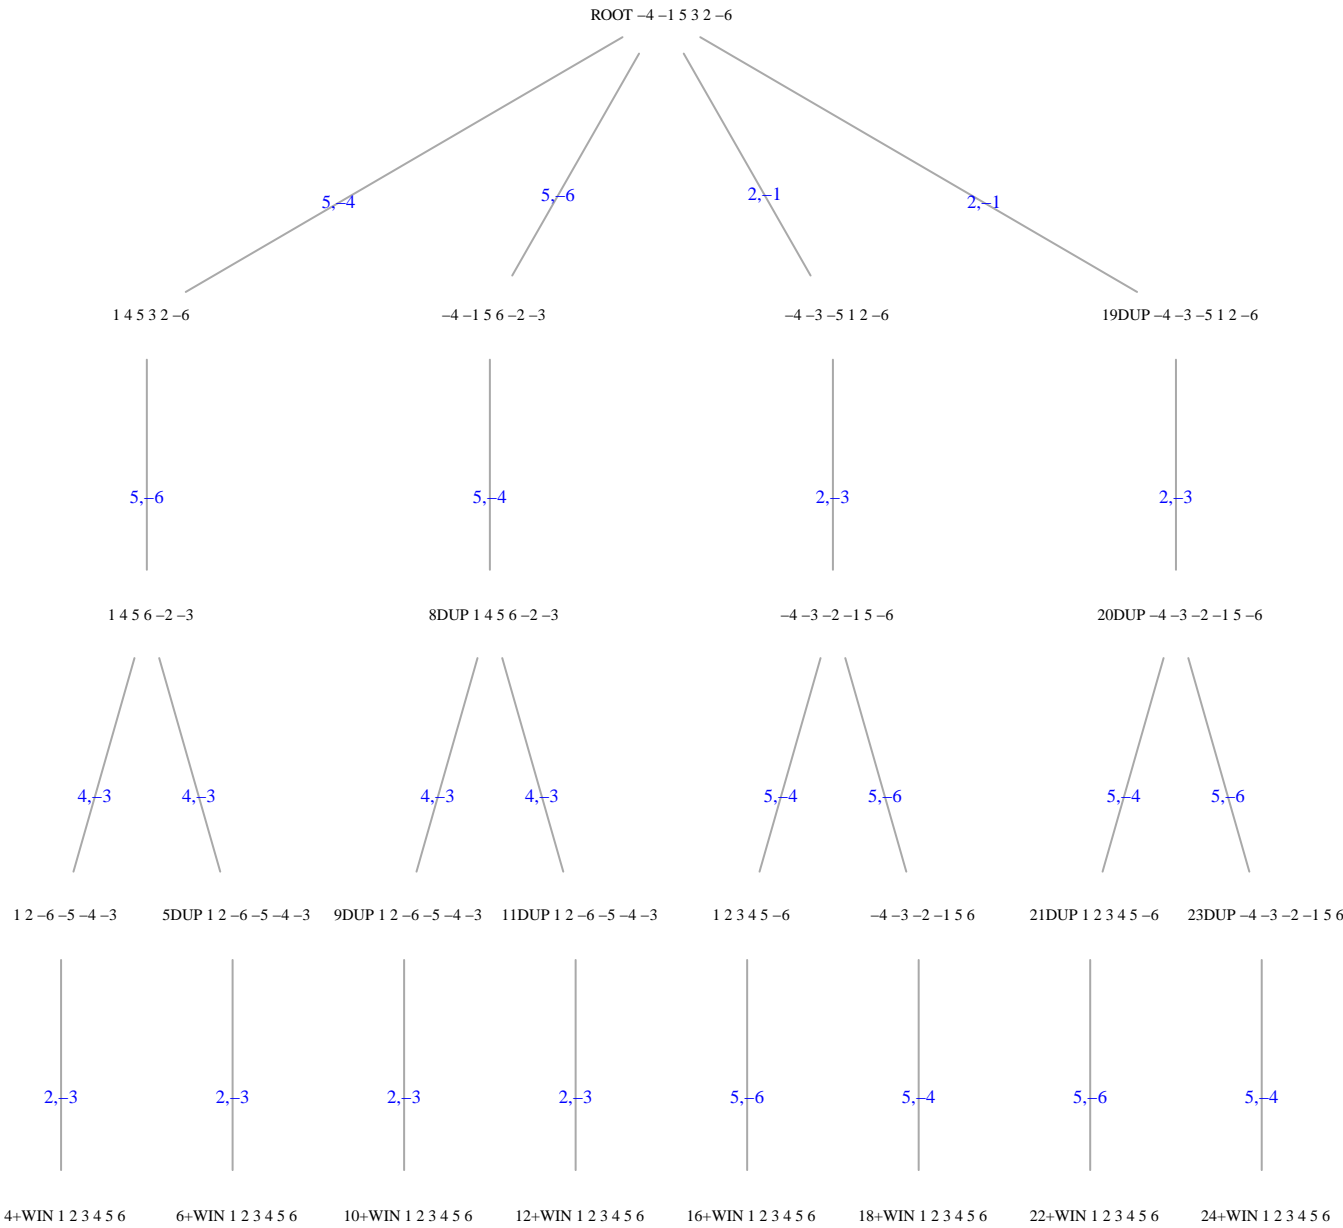 ROOT −4 −1 5 3 2 −6
5,−4
5,−6
2,−1
2,−1
1 4 5 3 2 −6
−4 −1 5 6 −2 −3
−4 −3 −5 1 2 −6
19DUP −4 −3 −5 1 2 −6
5,−6
5,−4
2,−3
2,−3
1 4 5 6 −2 −3
8DUP 1 4 5 6 −2 −3
−4 −3 −2 −1 5 −6
20DUP −4 −3 −2 −1 5 −6
4,−3
4,−3
4,−3
4,−3
5,−4
5,−6
5,−4
5,−6
1 2 −6 −5 −4 −3
5DUP 1 2 −6 −5 −4 −3
9DUP 1 2 −6 −5 −4 −3
11DUP 1 2 −6 −5 −4 −3
1 2 3 4 5 −6
−4 −3 −2 −1 5 6
21DUP 1 2 3 4 5 −6
23DUP −4 −3 −2 −1 5 6
2,−3
2,−3
2,−3
2,−3
5,−6
5,−4
5,−6
5,−4
4+WIN 1 2 3 4 5 6
6+WIN 1 2 3 4 5 6
10+WIN 1 2 3 4 5 6
12+WIN 1 2 3 4 5 6
16+WIN 1 2 3 4 5 6
18+WIN 1 2 3 4 5 6
22+WIN 1 2 3 4 5 6
24+WIN 1 2 3 4 5 6